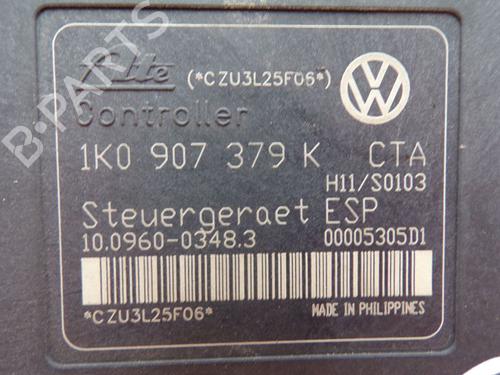 Ate (*CZU3L25F06*)
Controller
1K0 907 379 K CTA
H11/S0103
Steuergeraet ESP
10.0960-0348.3 00005305D1
*CZU3L25F06* MADE IN PHILIPPINES
B-PARTS